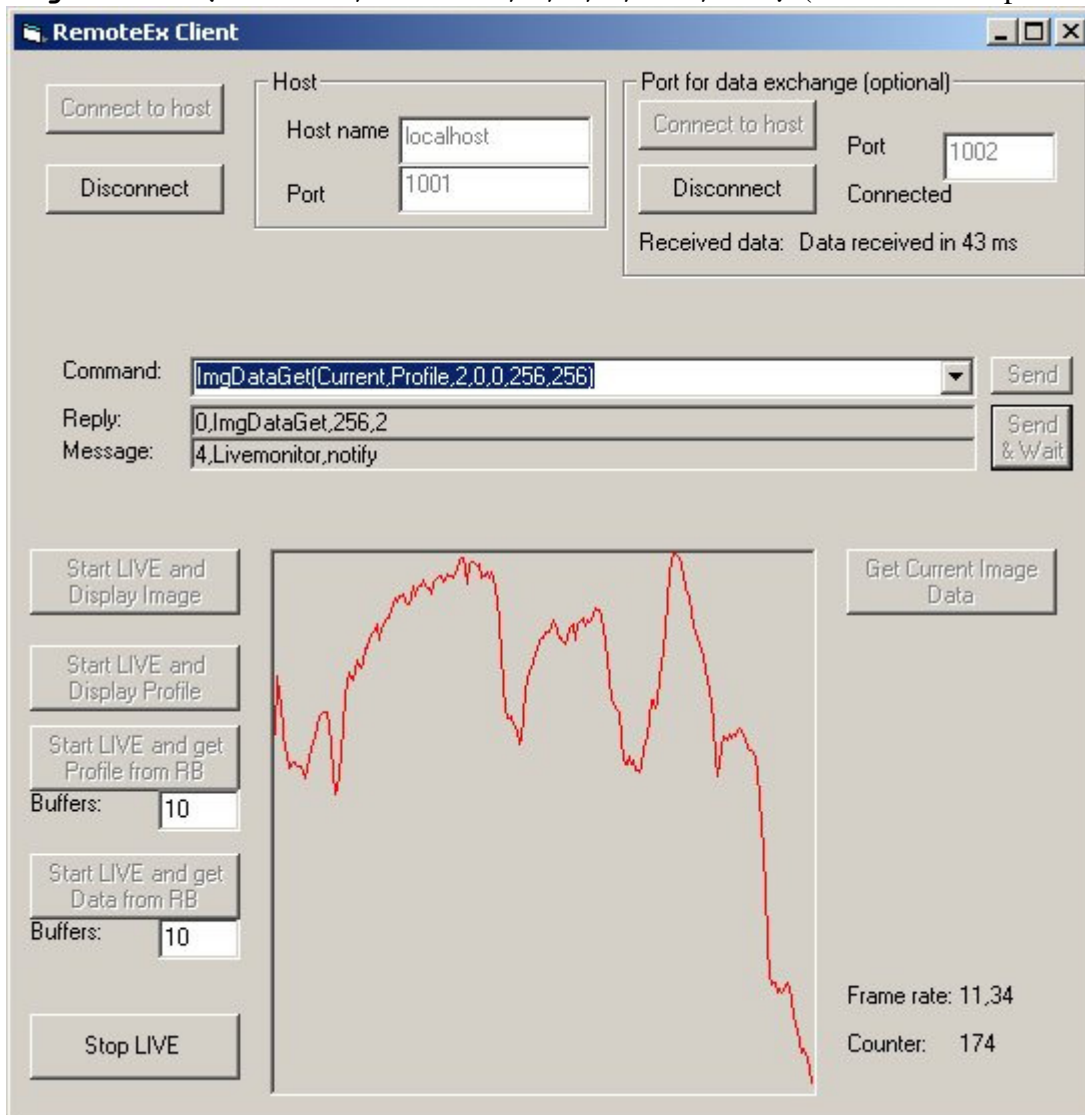 RemoteEx Client
Connect to host
Disconnect
Host
Host name localhost
Port 1001
Port for data exchange (optional)
Connect to host
Disconnect
Port 1002
Connected
Received data: Data received in 43 ms
Command: ImgDataGet(Current,Profile,2,0,0,256,256)
Send
Reply: 0,ImgDataGet,256,2
Message: 4,Livemonitor,notify
Send
& Wait
Start LIVE and
Display Image
Get Current Image
Data
Start LIVE and
Display Profile
Start LIVE and get
Profile from RB
Buffers: 10
Start LIVE and get
Data from RB
Buffers: 10
Stop LIVE
Frame rate: 11,34
Counter: 174